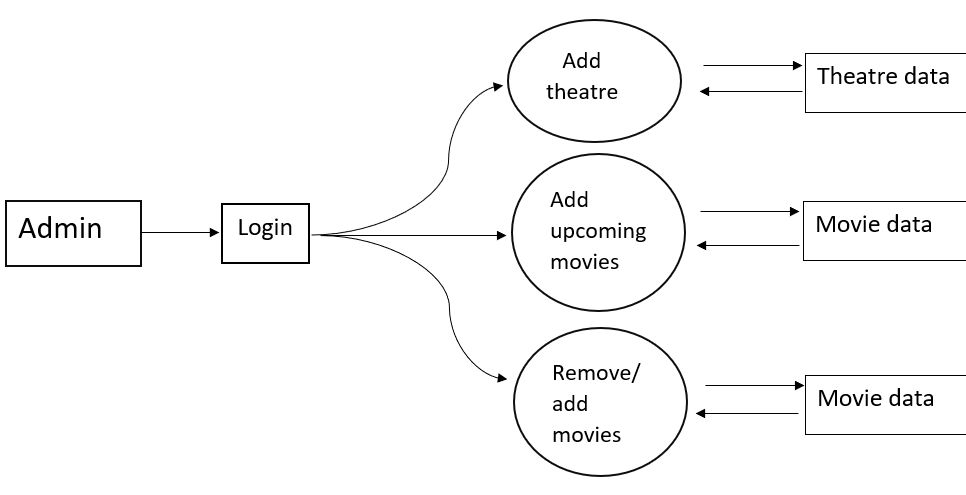 Admin
Login
Add
theatre
Theatre data
Add
upcoming
movies
Movie data
Remove/
add
movies
Movie data